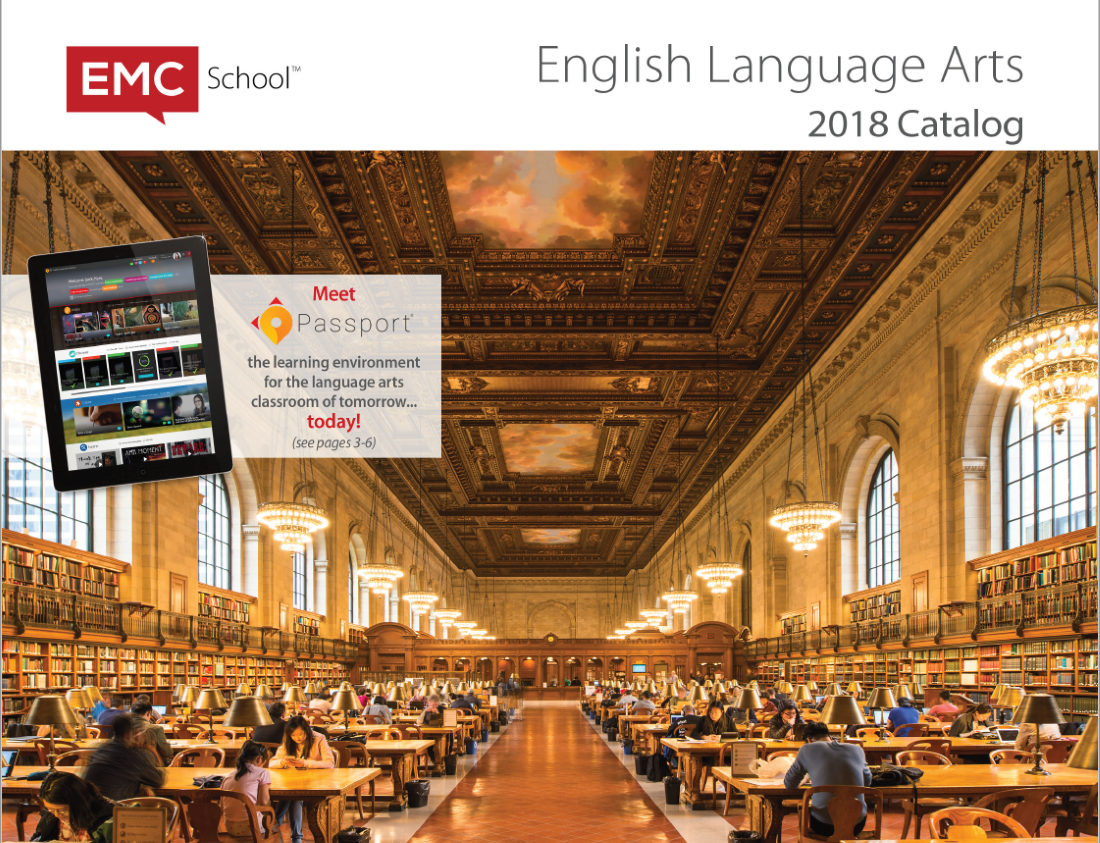 EMC School™
English Language Arts
2018 Catalog
Meet
Passport®
the learning environment
for the language arts
classroom of tomorrow...
today!
(see pages 3-6)